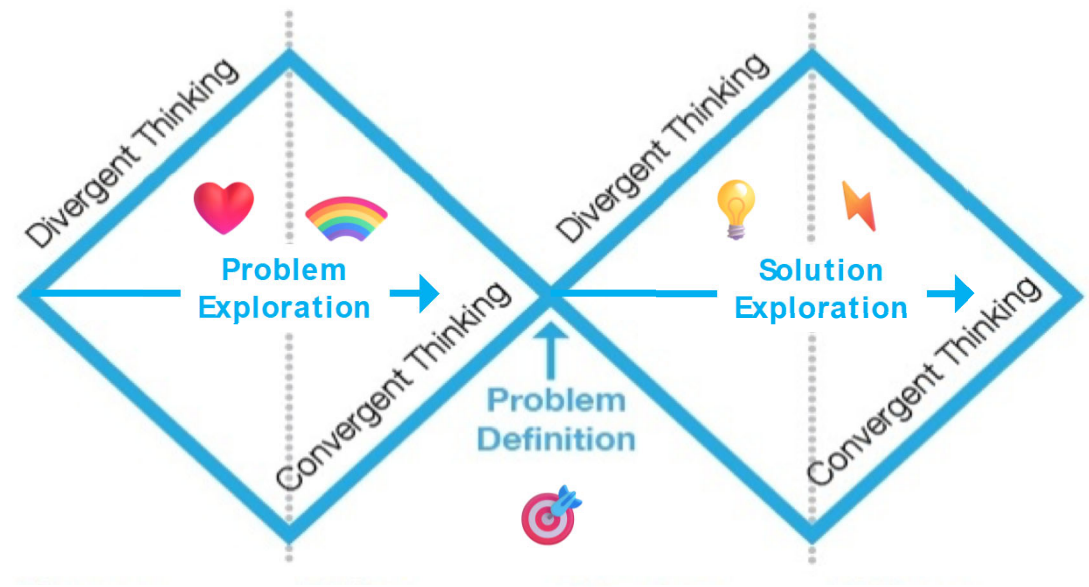 Divergent Thinking
Problem
Exploration
Convergent Thinking
Problem
Definition
Divergent Thinking
Solution
Exploration
Convergent Thinking